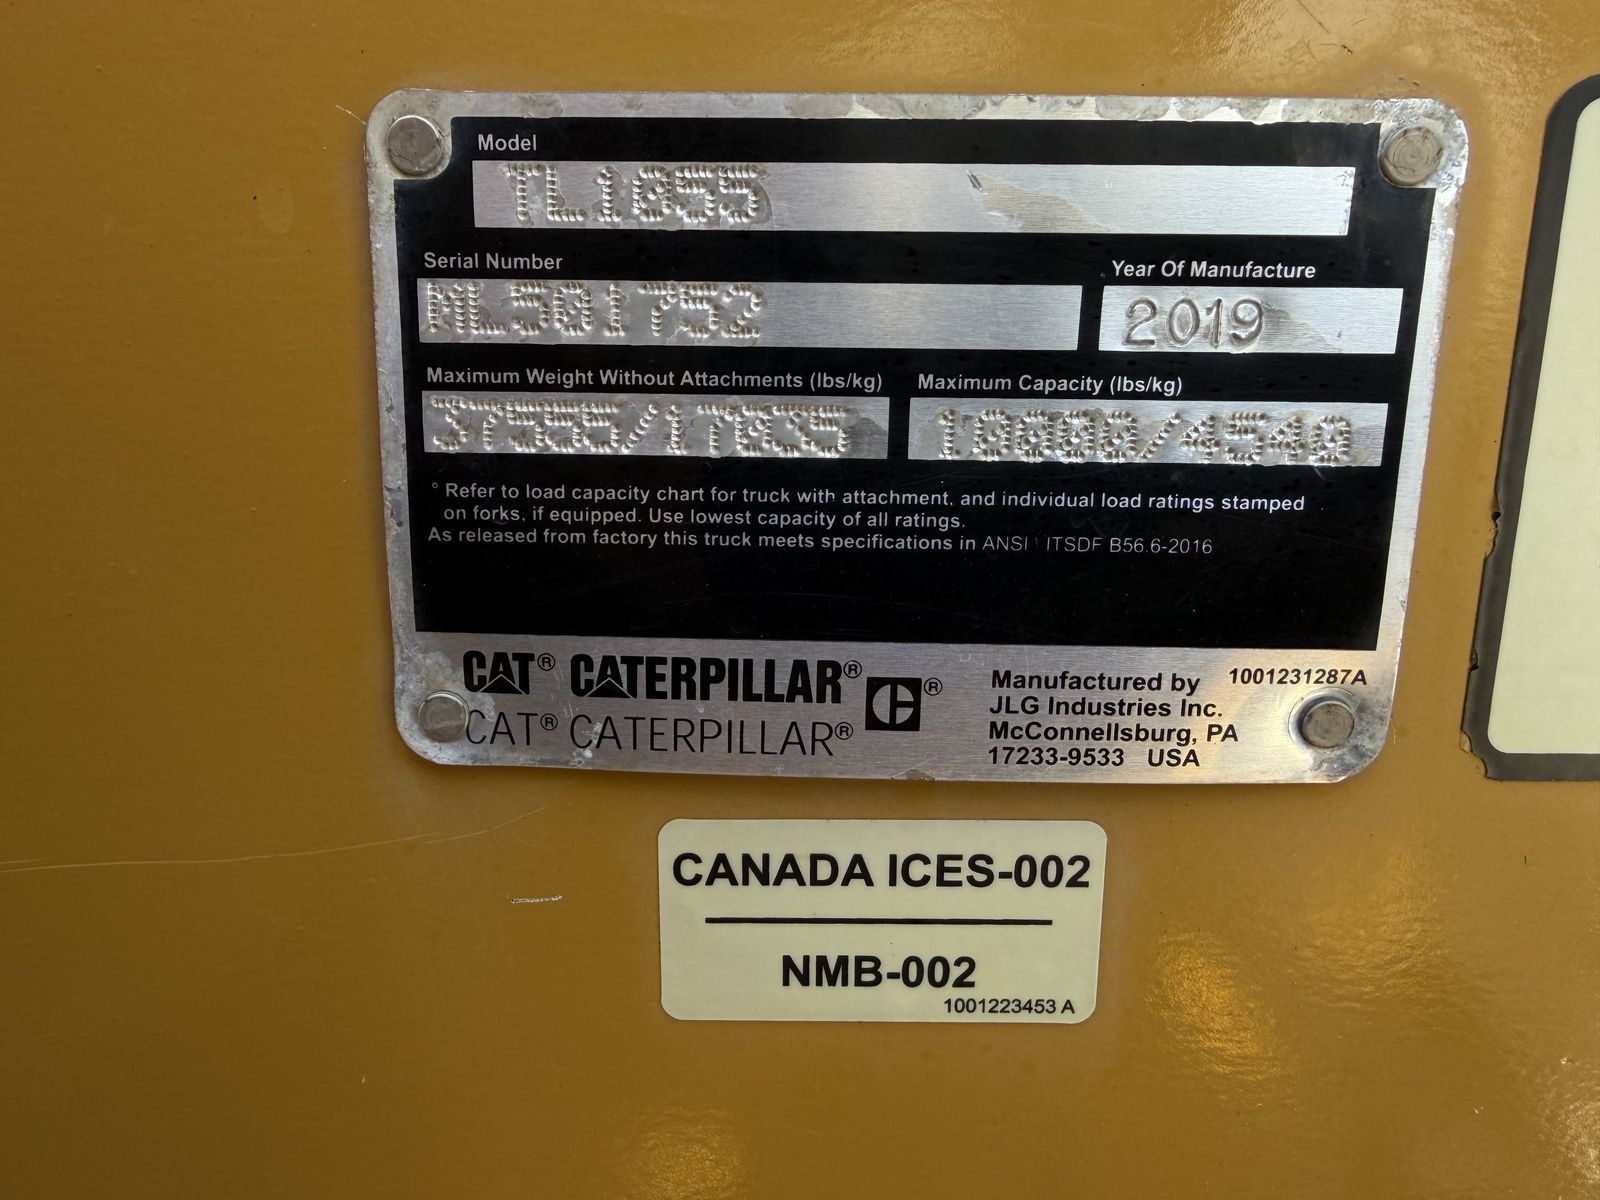 Model
TL1055
Serial Number
ML501752
Year Of Manufacture
2019
Maximum Weight Without Attachments (lbs/kg)
37555/17035
Maximum Capacity (lbs/kg)
10000/4540
° Refer to load capacity chart for truck with attachment, and individual load ratings stamped
on forks, if equipped. Use lowest capacity of all ratings.
As released from factory this truck meets specifications in ANSI \ ITSDF B56.6-2016
CAT® CATERPILLAR®
CAT® CATERPILLAR®
C®
Manufactured by
JLG Industries Inc.
McConnellsburg, PA
17233-9533 USA
1001231287A
CANADA ICES-002
NMB-002
1001223453 A